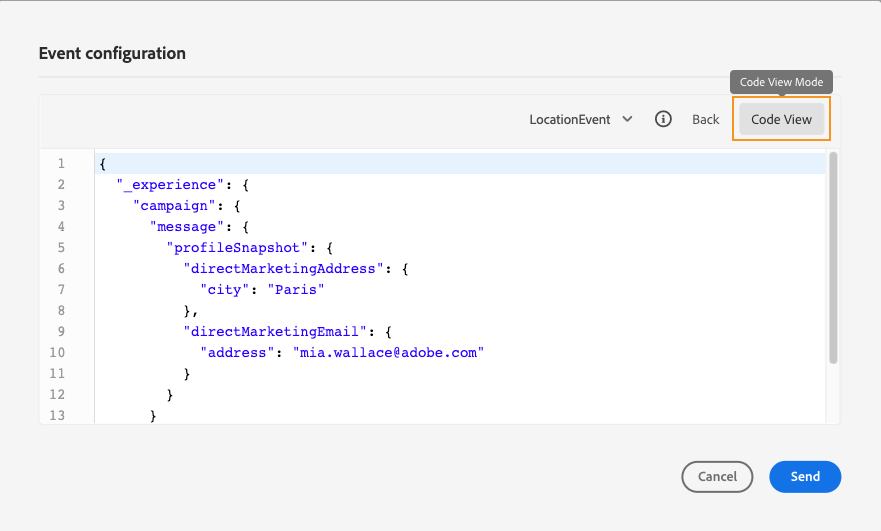 Event configuration
Code View Mode
LocationEvent Back Code View
1 {
2 "_experience": {
3 "campaign": {
4 "message": {
5 "profileSnapshot": {
6 "directMarketingAddress": {
7 "city": "Paris"
8 },
9 "directMarketingEmail": {
10 "address": "mia.wallace@adobe.com"
11 }
12 }
13 }
Cancel Send